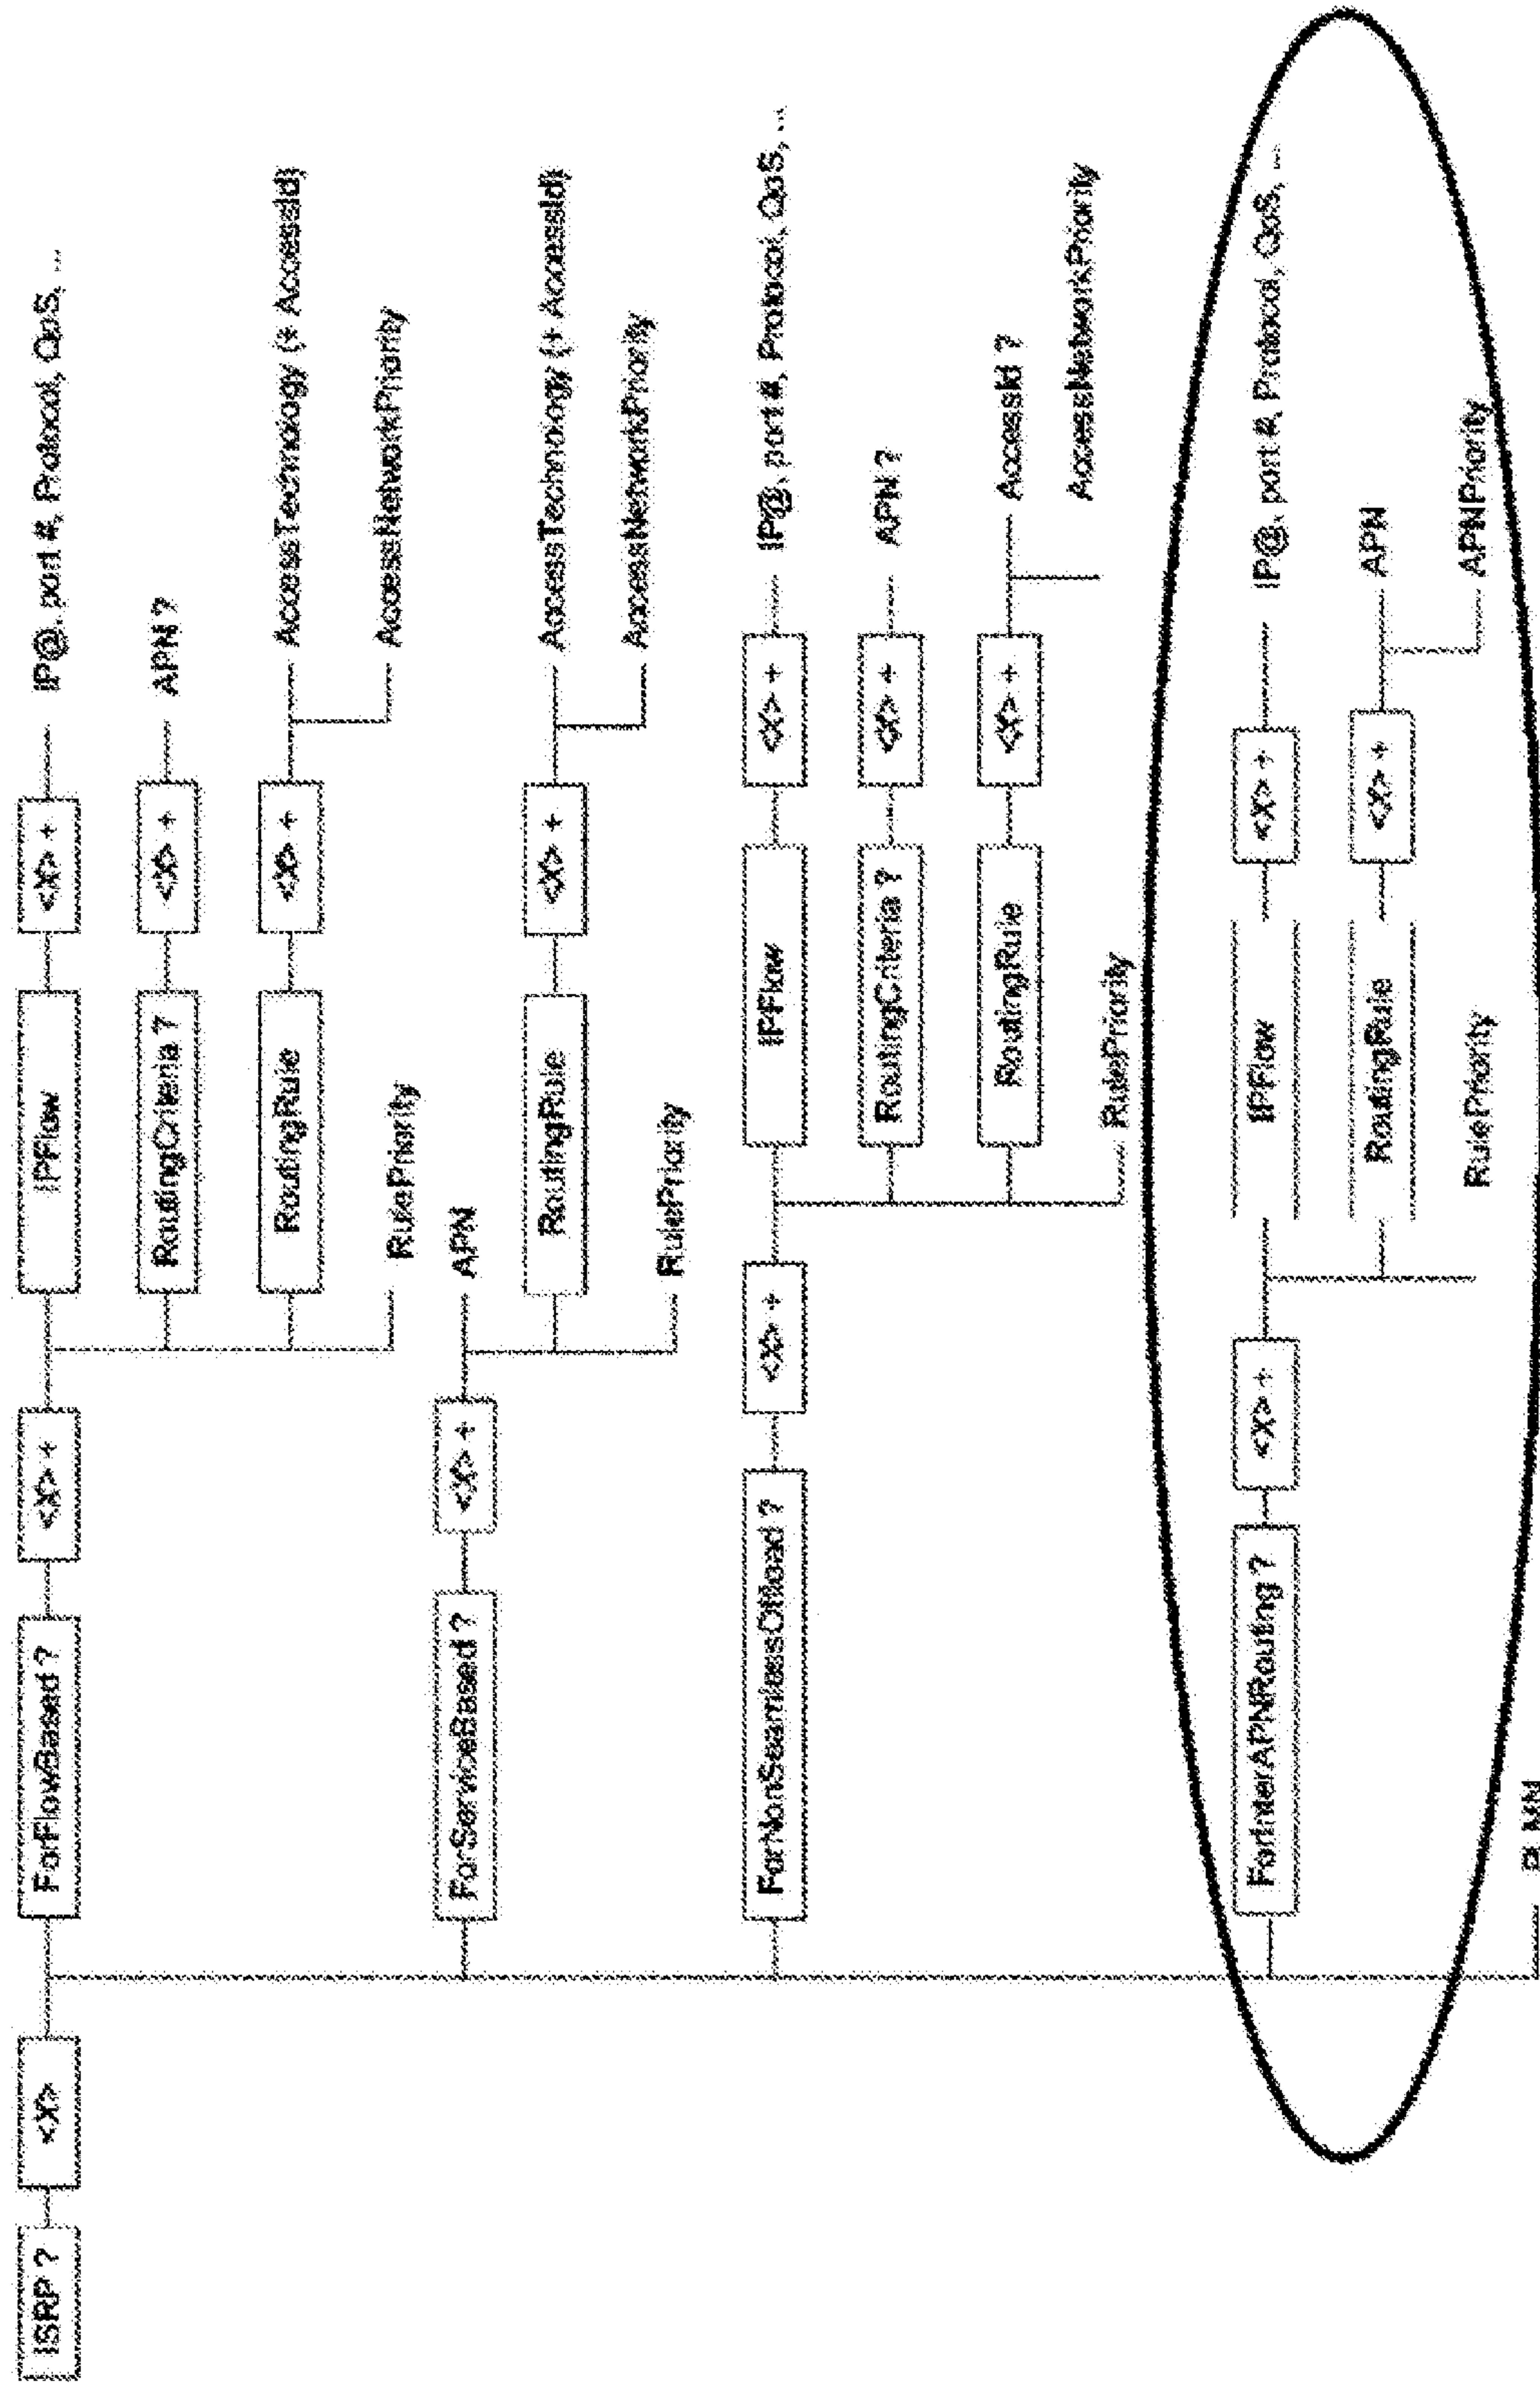 ISRP ?
<X>
ForFlowBased ?
<X> +
IPFlow
<X> +
IP@, port #, Protocol, QoS, ...
RoutingCriteria ?
<X> +
APN ?
RoutingRule
<X> +
AccessTechnology (+ AccessId)
AccessNetworkPriority
RulePriority
ForServiceBased ?
<X> +
APN
RoutingRule
<X> +
AccessTechnology (+ AccessId)
AccessNetworkPriority
RulePriority
ForNonSeamlessOffload ?
<X> +
IPFlow
<X> +
IP@, port #, Protocol, QoS, ...
RoutingCriteria ?
<X> +
APN ?
RoutingRule
<X> +
AccessId ?
AccessNetworkPriority
RulePriority
ForInterAPNRouting ?
<X> +
IPFlow
<X> +
IP@, port #, Protocol, QoS, ...
RoutingRule
<X> +
APN
APNPriority
RulePriority
PLMN